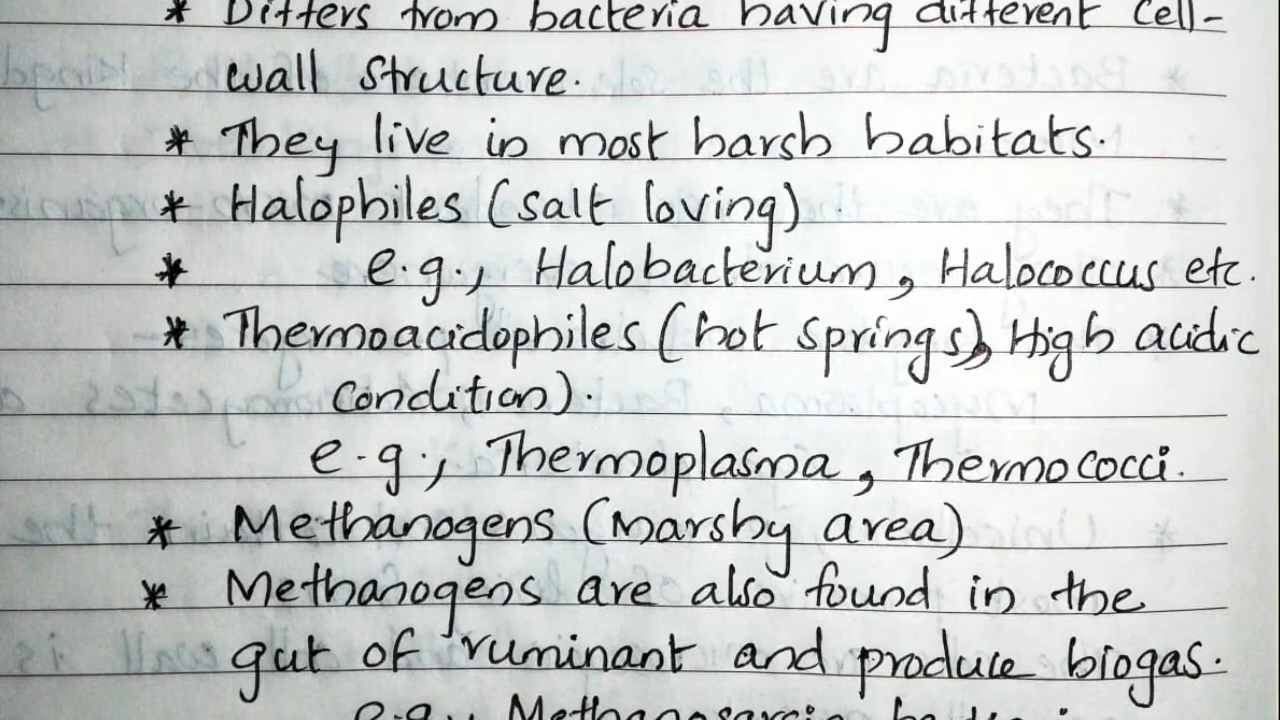 * Differs from bacteria having different cell-
wall structure.
* They live in most harsh habitats.
* Halophiles (salt loving)
* e.g., Halobacterium, Halococcus etc.
* Thermoacidophiles (hot springs), High acidic
condition).
e.g., Thermoplasma, Thermococci.
* Methanogens (Marshy area)
* Methanogens are also found in the
gut of ruminant and produce biogas.
e.g.,